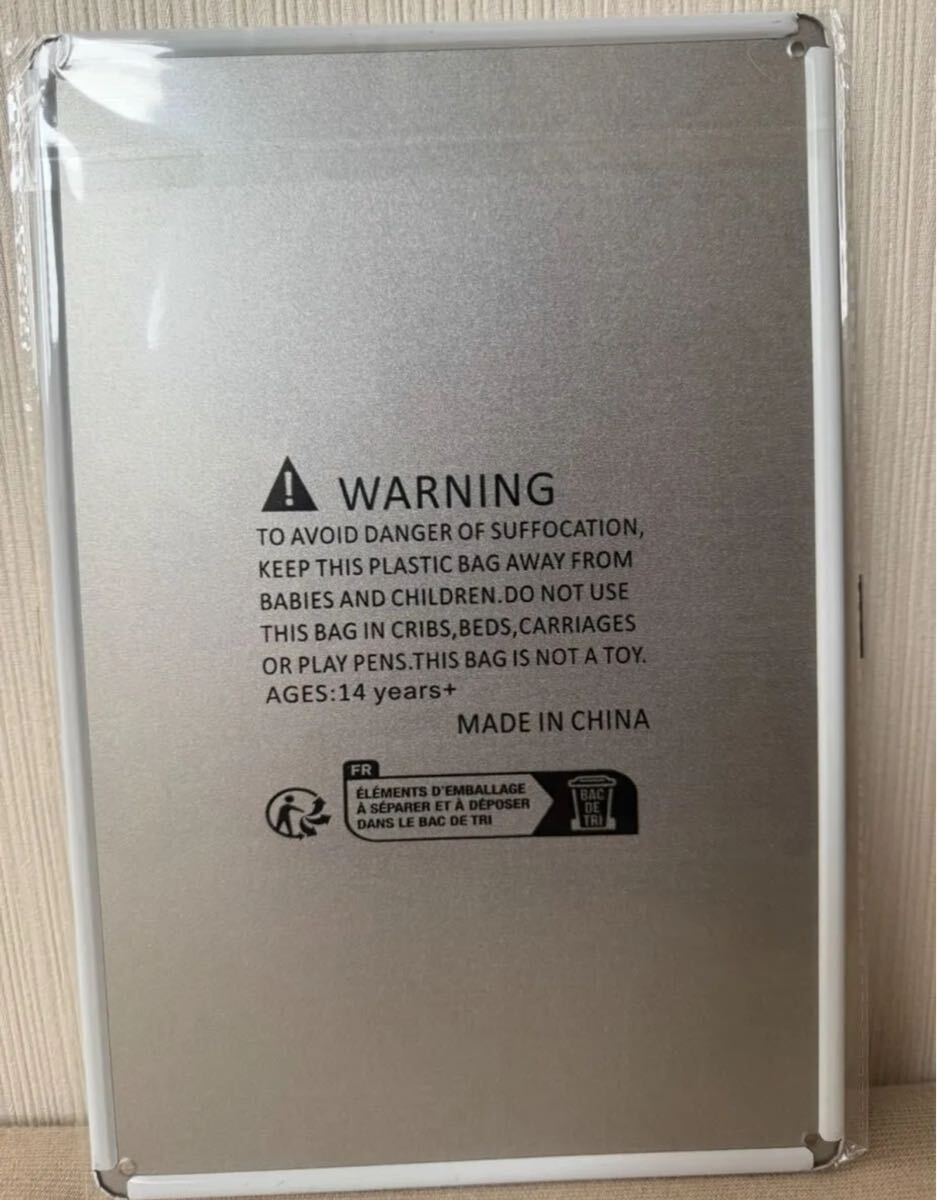 WARNING
TO AVOID DANGER OF SUFFOCATION,
KEEP THIS PLASTIC BAG AWAY FROM
BABIES AND CHILDREN.DO NOT USE
THIS BAG IN CRIBS,BEDS,CARRIAGES
OR PLAY PENS.THIS BAG IS NOT A TOY.
AGES:14 years+
MADE IN CHINA
FR
ÉLÉMENTS D'EMBALLAGE
À SÉPARER ET À DÉPOSER
DANS LE BAC DE TRI
BAC
DE
TRI